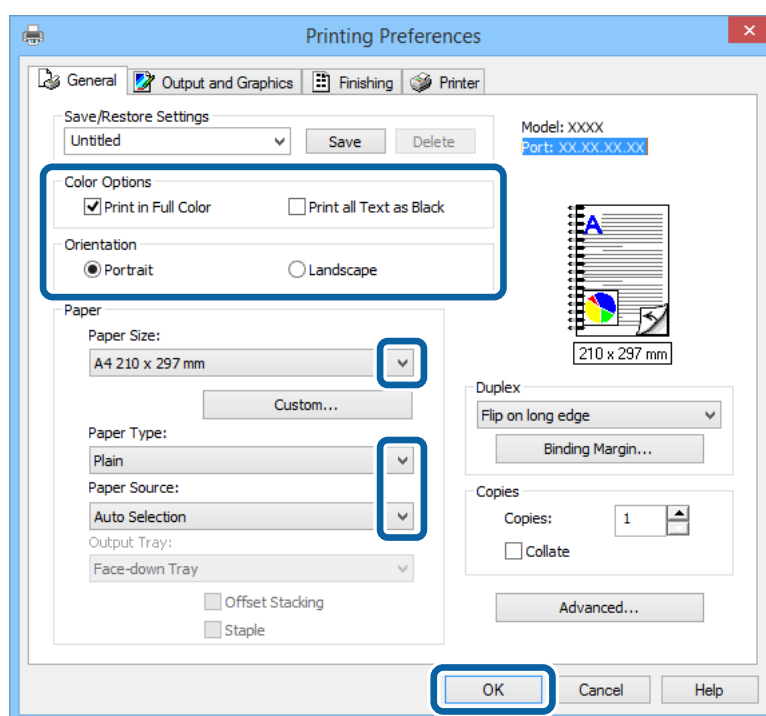 Printing Preferences
General
Output and Graphics
Finishing
Printer
Save/Restore Settings
Untitled
Save
Delete
Model: XXXX
Port: XX.XX.XX.XX
Color Options
Print in Full Color
Print all Text as Black
Orientation
Portrait
Landscape
A
210 x 297 mm
Paper
Paper Size:
A4 210 x 297 mm
Custom...
Paper Type:
Plain
Paper Source:
Auto Selection
Output Tray:
Face-down Tray
Offset Stacking
Staple
Duplex
Flip on long edge
Binding Margin...
Copies
Copies:
1
Collate
Advanced...
OK
Cancel
Help